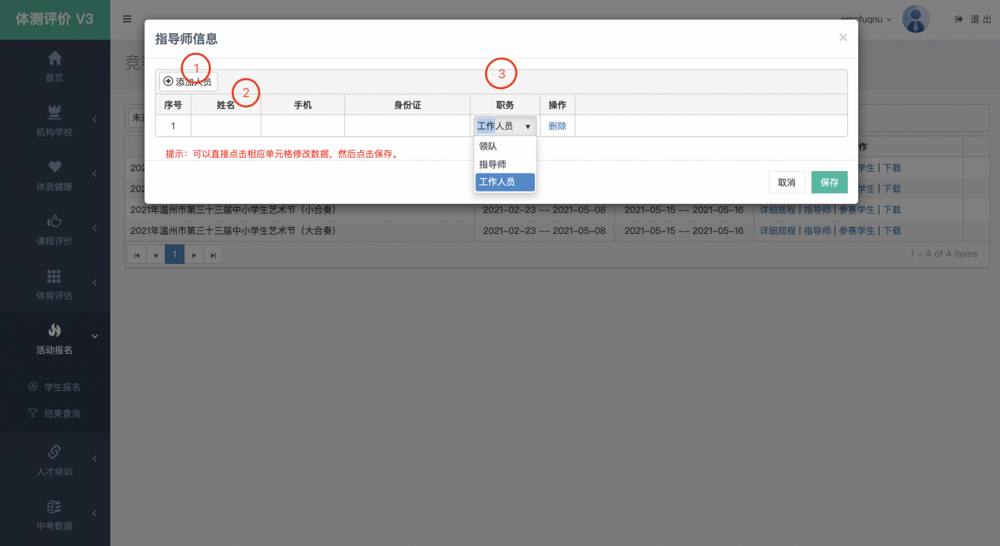 体测评价 V3
退 出
指导师信息
×
1
添加人员
2
3
序号 姓名 手机 身份证 职务 操作
1 工作人员 删除
领队
指导师
工作人员
提示：可以直接点击相应单元格修改数据，然后点击保存。
取消 保存
首页
机构学校
体质健康
课程评价
体育评估
活动报名
学生报名
结果查询
人才培训
中考数据
作
202 学生 | 下载
202 学生 | 下载
2021年温州市第三十三届中小学生艺术节（小合奏） 2021-02-23 -- 2021-05-08 2021-05-15 -- 2021-05-16 详细规程 | 指导师 | 参赛学生 | 下载
2021年温州市第三十三届中小学生艺术节（大合奏） 2021-02-23 -- 2021-05-08 2021-05-15 -- 2021-05-16 详细规程 | 指导师 | 参赛学生 | 下载
1
1 - 4 of 4 items